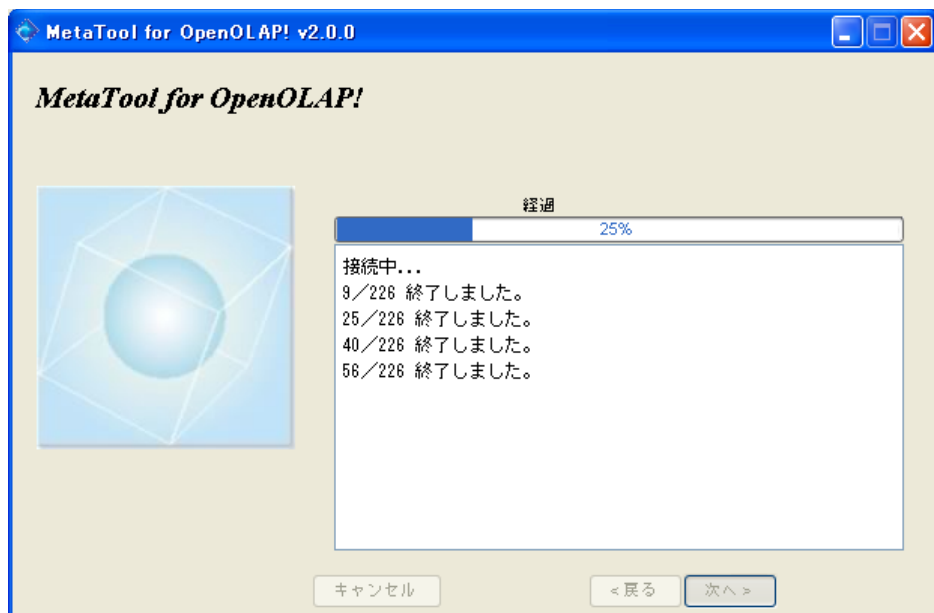 MetaTool for OpenOLAP! v2.0.0
MetaTool for OpenOLAP!
経過
25%
接続中...
9／226 終了しました。
25／226 終了しました。
40／226 終了しました。
56／226 終了しました。
キャンセル
<戻る
次へ>